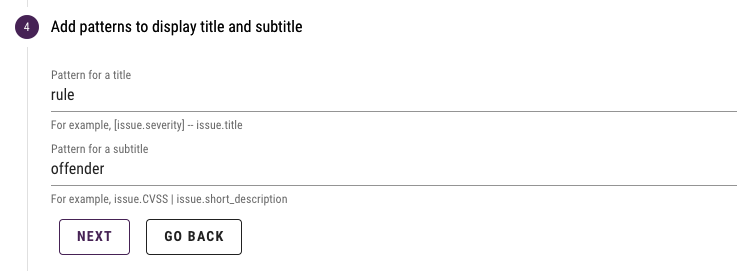 4 Add patterns to display title and subtitle
Pattern for a title
rule
For example, [issue.severity] -- issue.title
Pattern for a subtitle
offender
For example, issue.CVSS | issue.short_description
NEXT GO BACK